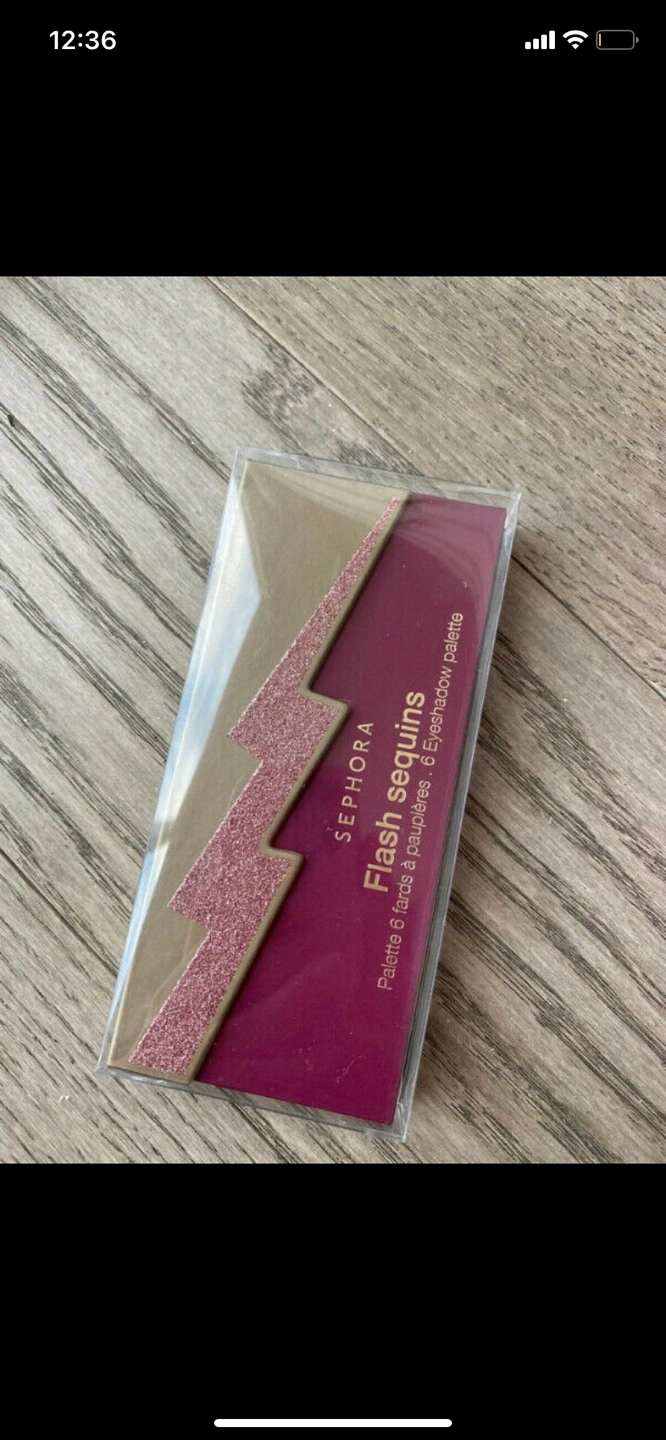 12:36
SEPHORA
Flash sequins
Palette 6 fards à paupières . 6 Eyeshadow palette